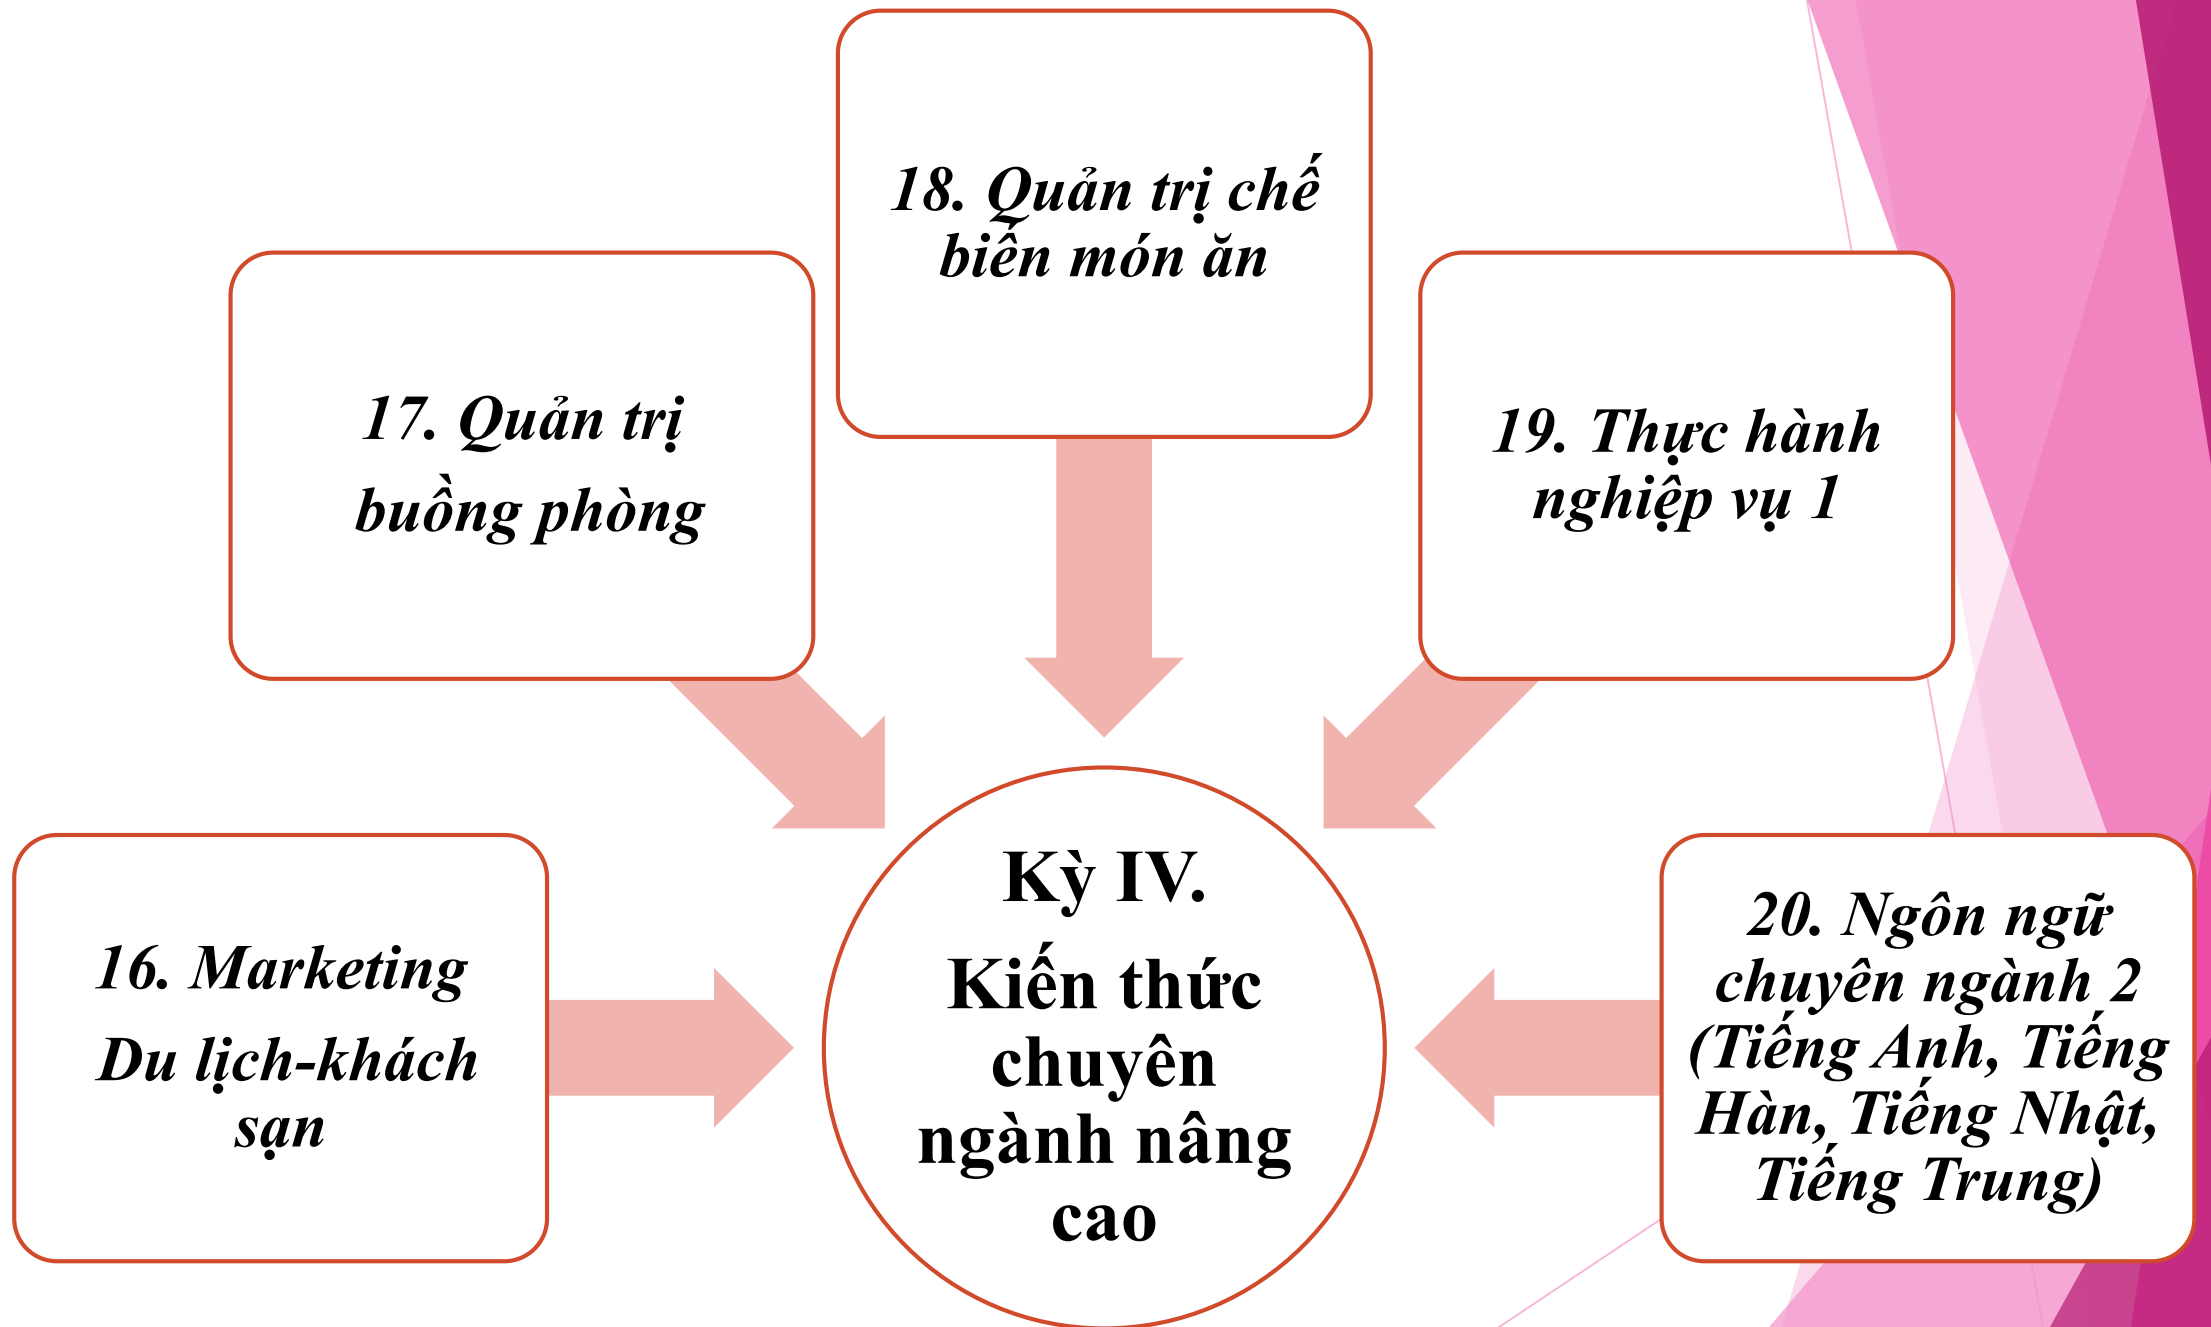 18. Quản trị chế
biến món ăn
17. Quản trị
buồng phòng
19. Thực hành
nghiệp vụ 1
16. Marketing
Du lịch-khách
sạn
Kỳ IV.
Kiến thức
chuyên
ngành nâng
cao
20. Ngôn ngữ
chuyên ngành 2
(Tiếng Anh, Tiếng
Hàn, Tiếng Nhật,
Tiếng Trung)